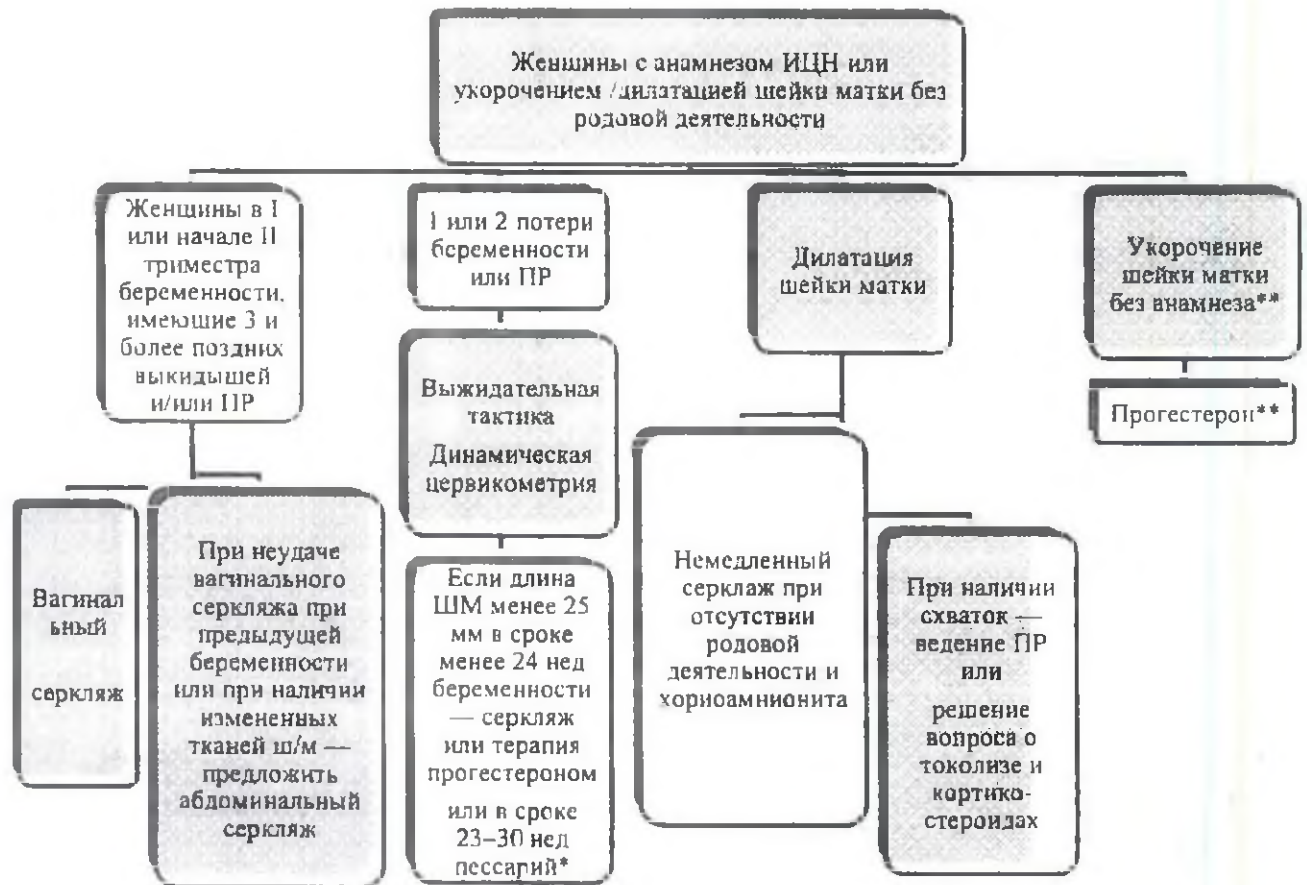 Женщины с анамнезом ИЦН или
укорочением /дилатацией шейки матки без
родовой деятельности
Женщины в I
или начале II
триместра
беременности,
имеющие 3 и
более поздних
выкидышей
и/или ПР
Вагинал
ьный
серкляж
При неудаче
вагинального
серкляжа при
предыдущей
беременности
или при наличии
измененных
тканей ш/м —
предложить
абдоминальный
серкляж
1 или 2 потери
беременности
или ПР
Выжидательная
тактика
Динамическая
цервикометрия
Если длина
ШМ менее 25
мм в сроке
менее 24 нед
беременности
— серкляж
или терапия
прогестероном
или в сроке
23–30 нед
пессарий*
Дилатация
шейки матки
Немедленный
серклаж при
отсутствии
родовой
деятельности и
хориоамнионита
При наличии
схваток —
ведение ПР
или
решение
вопроса о
токолизе и
кортико-
стероидах
Укорочение
шейки матки
без анамнеза**
Прогестерон**